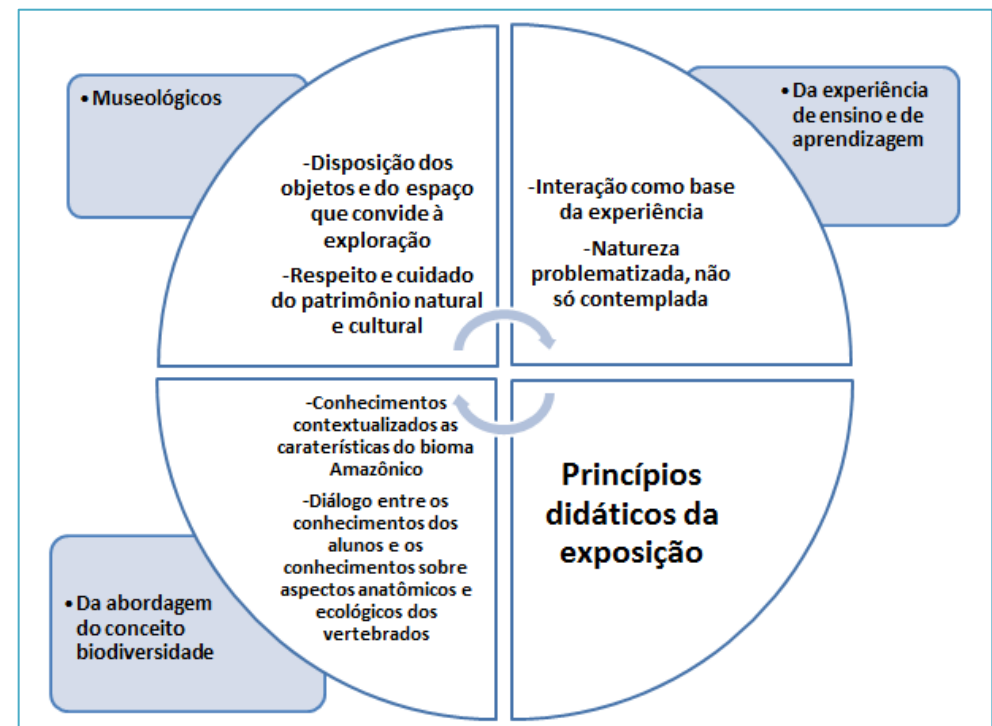 •Museológicos
-Disposição dos
objetos e do espaço
que convide à
exploração
-Respeito e cuidado
do patrimônio natural
e cultural
•Da experiência
de ensino e de
aprendizagem
-Interação como base
da experiência
-Natureza
problematizada, não
só contemplada
•Da abordagem
do conceito
biodiversidade
-Conhecimentos
contextualizados as
caraterísticas do bioma
Amazônico
-Diálogo entre os
conhecimentos dos
alunos e os
conhecimentos sobre
aspectos anatômicos e
ecológicos dos
vertebrados
Princípios
didáticos da
exposição